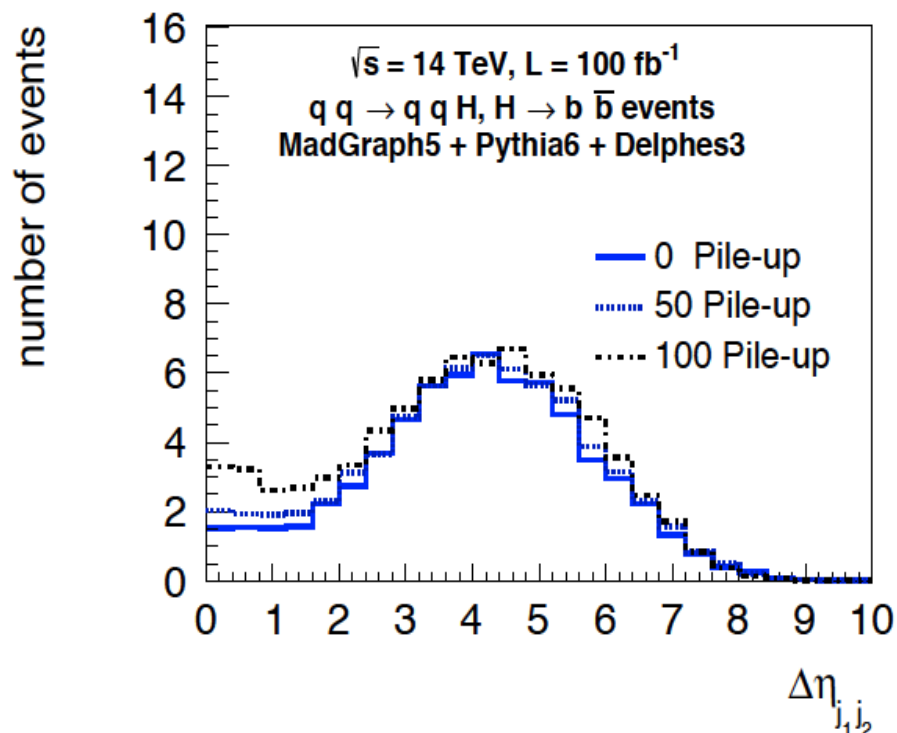 number of events
16
14
12
10
8
6
4
2
0
√s = 14 TeV, L = 100 fb⁻¹
q q → q q H, H → b b̅ events
MadGraph5 + Pythia6 + Delphes3
0 Pile-up
50 Pile-up
100 Pile-up
0 1 2 3 4 5 6 7 8 9 10
Δη j₁ j₂